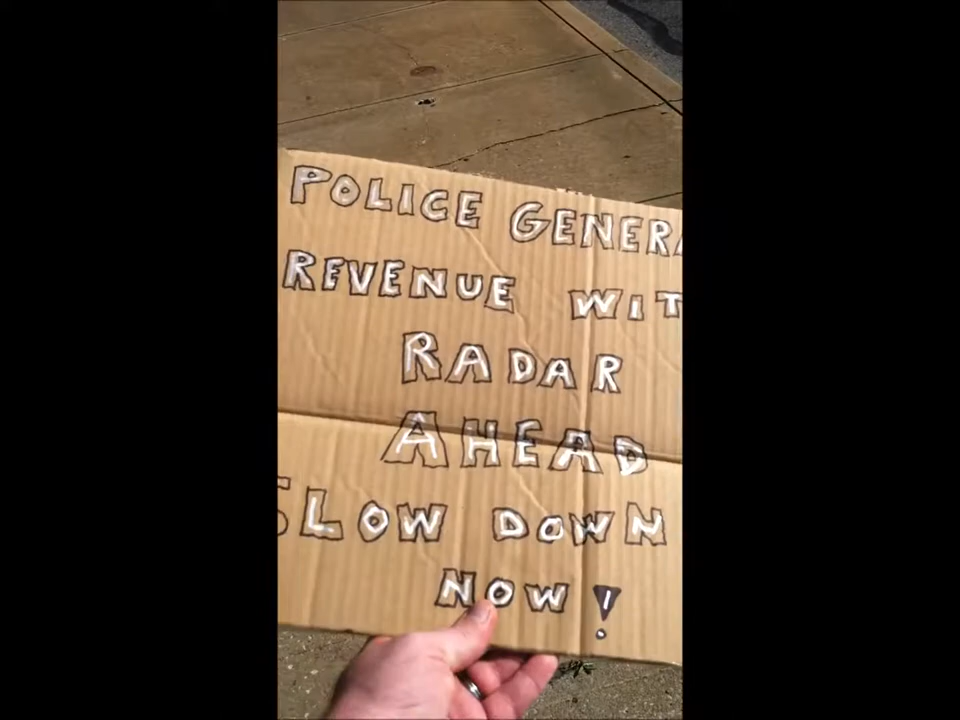 POLICE GENERA
REVENUE WIT
RADAR
AHEAD
SLOW DOWN
NOW!